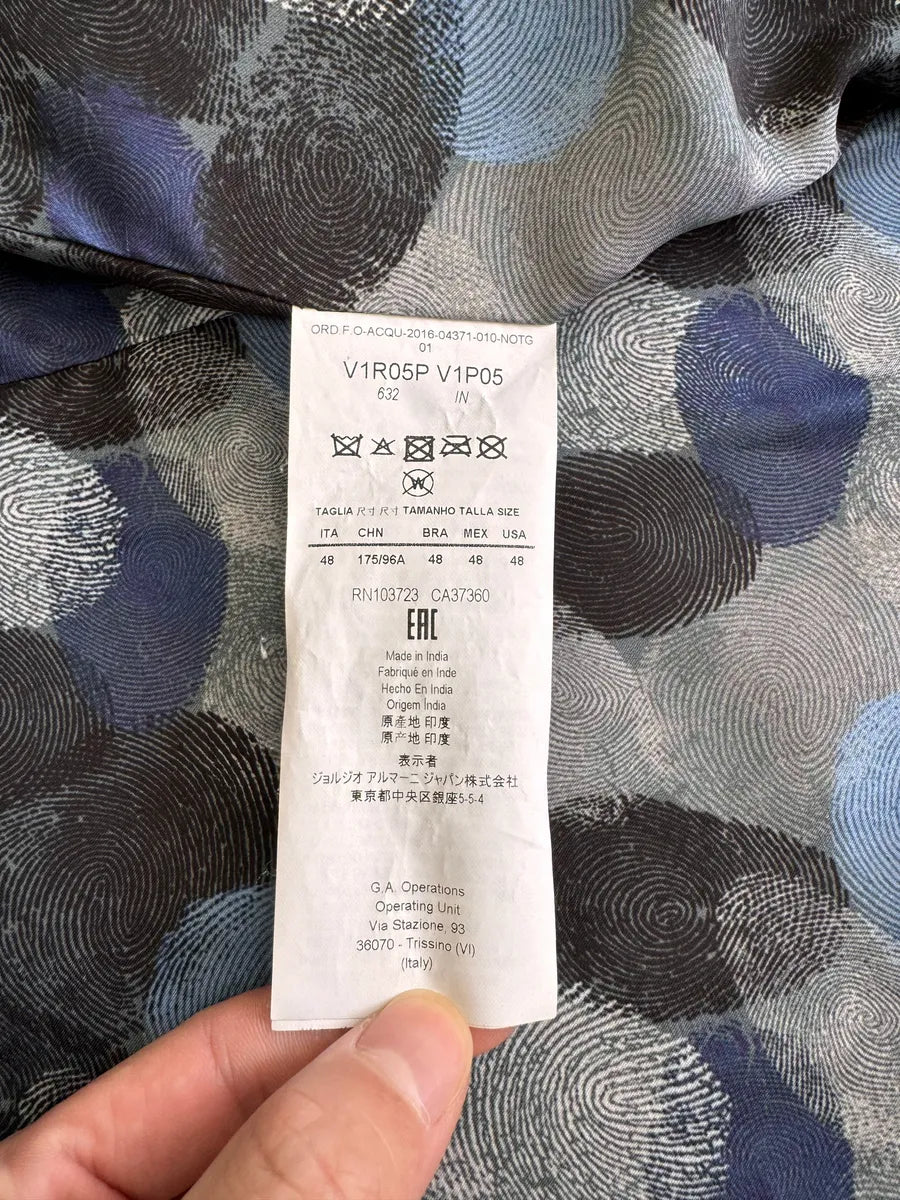 ORD.F.O-ACQU-2016-04371-010-NOTG
01
V1R05P V1P05
632 IN
W
TAGLIA 尺寸 尺寸 TAMANHO TALLA SIZE
ITA CHN BRA MEX USA
48 175/96A 48 48 48
RN103723 CA37360
EAC
Made in India
Fabriqué en Inde
Hecho En India
Origem Índia
原產地 印度
原产地 印度
表示者
ジョルジオ アルマーニ ジャパン株式会社
東京都中央区銀座5-5-4
G.A. Operations
Operating Unit
Via Stazione, 93
36070 - Trissino (VI)
(Italy)